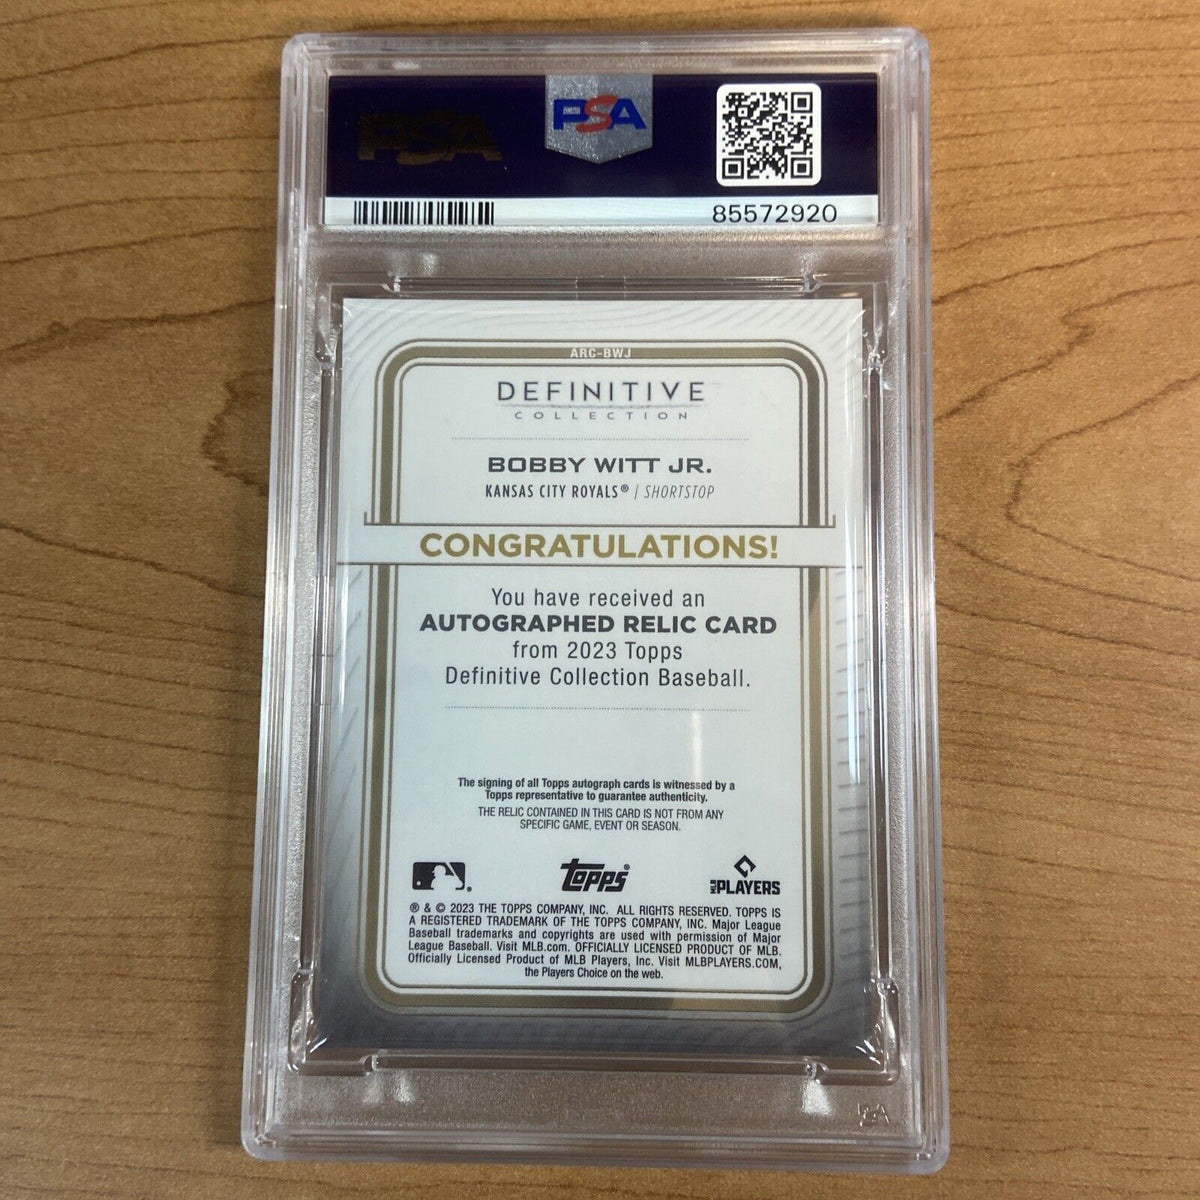 PSA
PSA
85572920
ARC-BWJ
DEFINITIVE
COLLECTION
BOBBY WITT JR.
KANSAS CITY ROYALS® | SHORTSTOP
CONGRATULATIONS!
You have received an
AUTOGRAPHED RELIC CARD
from 2023 Topps
Definitive Collection Baseball.
The signing of all Topps autograph cards is witnessed by a
Topps representative to guarantee authenticity.
THE RELIC CONTAINED IN THIS CARD IS NOT FROM ANY
SPECIFIC GAME, EVENT OR SEASON.
Topps®
MLB PLAYERS
® & © 2023 THE TOPPS COMPANY, INC. ALL RIGHTS RESERVED. TOPPS IS
A REGISTERED TRADEMARK OF THE TOPPS COMPANY, INC. Major League
Baseball trademarks and copyrights are used with permission of Major
League Baseball. Visit MLB.com. OFFICIALLY LICENSED PRODUCT OF MLB.
Officially Licensed Product of MLB Players, Inc. Visit MLBPLAYERS.COM,
the Players Choice on the web.
PSA